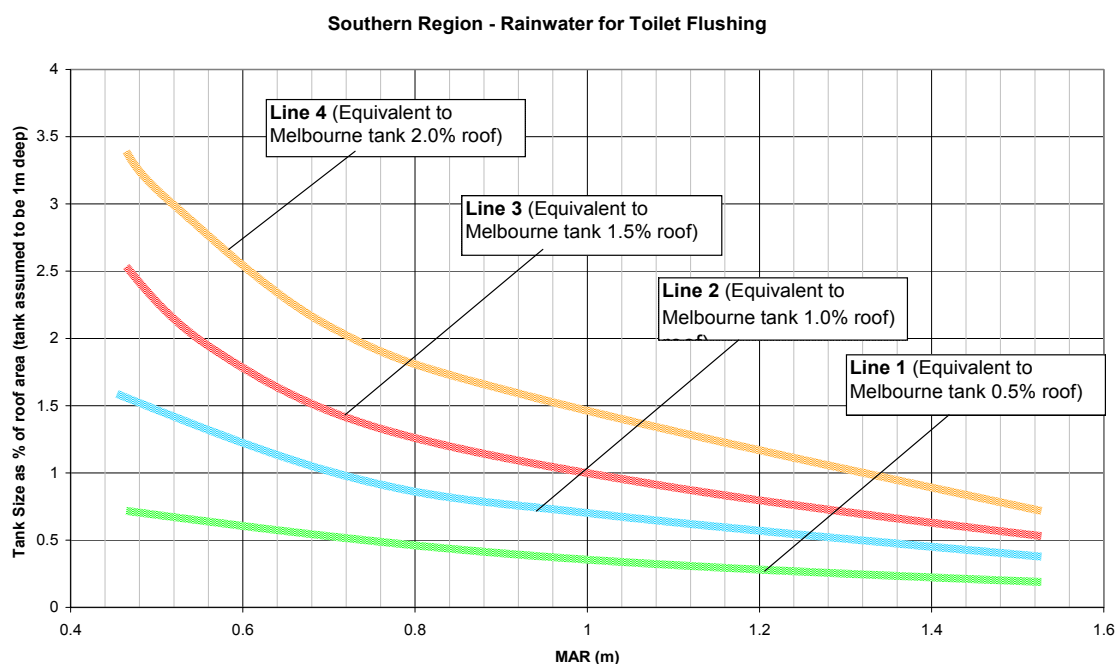 Southern Region - Rainwater for Toilet Flushing
4
3.5
3
2.5
2
1.5
1
0.5
0
Tank Size as % of roof area (tank assumed to be 1m deep)
Line 4 (Equivalent to
Melbourne tank 2.0% roof)
Line 3 (Equivalent to
Melbourne tank 1.5% roof)
Line 2 (Equivalent to
Melbourne tank 1.0% roof)
roof)
Line 1 (Equivalent to
Melbourne tank 0.5% roof)
0.4 0.6 0.8 1 1.2 1.4 1.6
MAR (m)